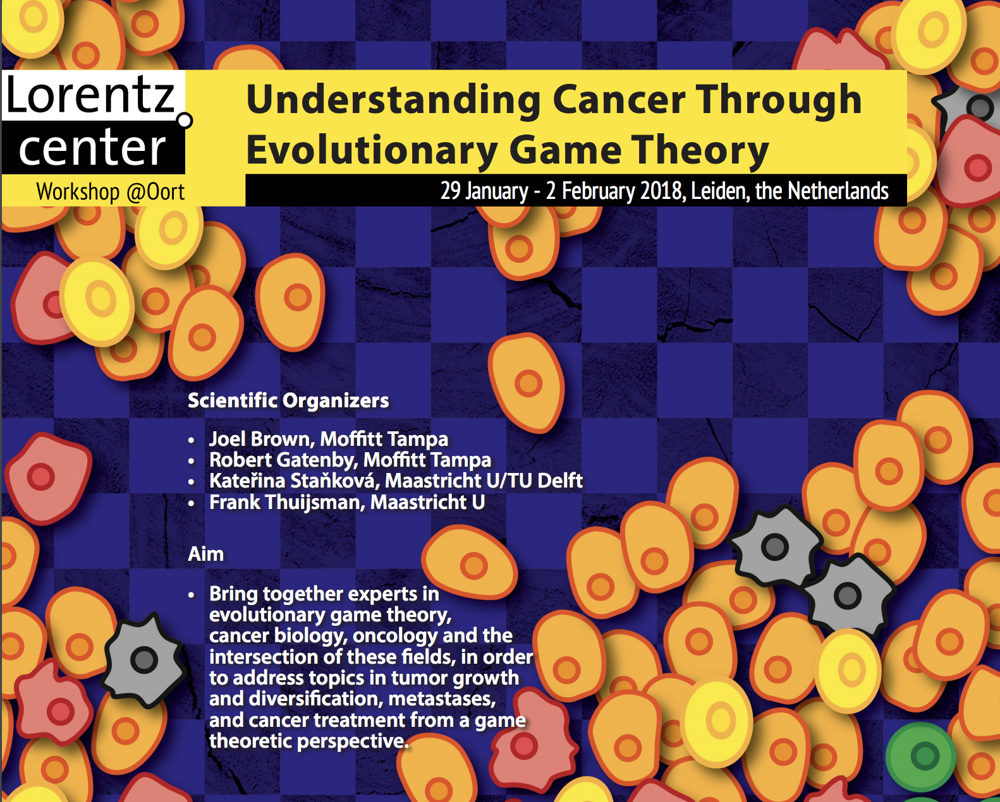 Lorentz
center
Workshop @Oort
Understanding Cancer Through
Evolutionary Game Theory
29 January - 2 February 2018, Leiden, the Netherlands
Scientific Organizers
• Joel Brown, Moffitt Tampa
• Robert Gatenby, Moffitt Tampa
• Kateřina Staňková, Maastricht U/TU Delft
• Frank Thuijsman, Maastricht U
Aim
• Bring together experts in
evolutionary game theory,
cancer biology, oncology and the
intersection of these fields, in order
to address topics in tumor growth
and diversification, metastases,
and cancer treatment from a game
theoretic perspective.